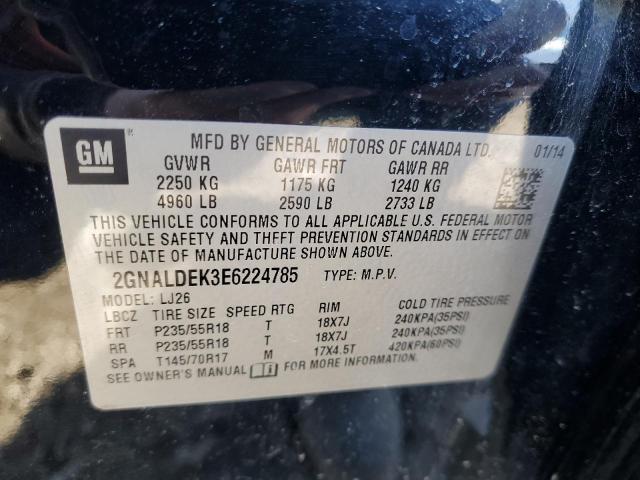 GM ®
MFD BY GENERAL MOTORS OF CANADA LTD. 01/14
GVWR GAWR FRT GAWR RR
2250 KG 1175 KG 1240 KG
4960 LB 2590 LB 2733 LB
THIS VEHICLE CONFORMS TO ALL APPLICABLE U.S. FEDERAL MOTOR
VEHICLE SAFETY AND THEFT PREVENTION STANDARDS IN EFFECT ON
THE DATE OF MANUFACTURE SHOWN ABOVE.
2GNALDEK3E6224785 TYPE: M.P.V.
MODEL: LJ26
LBCZ TIRE SIZE SPEED RTG RIM COLD TIRE PRESSURE
FRT P235/55R18 T 18X7J 240KPA(35PSI)
RR P235/55R18 T 18X7J 240KPA(35PSI)
SPA T145/70R17 M 17X4.5T 420KPA(60PSI)
SEE OWNER'S MANUAL i FOR MORE INFORMATION.